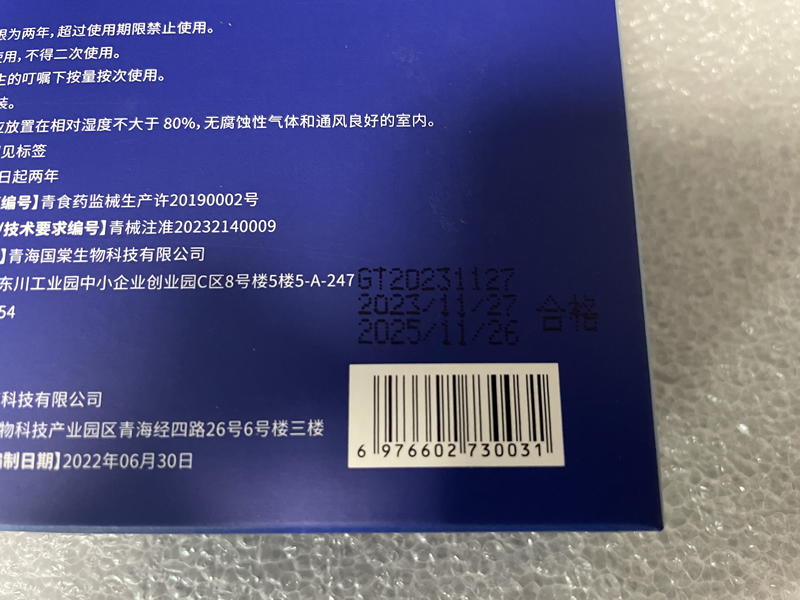 限为两年，超过使用期限禁止使用。
使用，不得二次使用。
生的叮嘱下按量按次使用。
装。
应放置在相对湿度不大于 80%，无腐蚀性气体和通风良好的室内。
见标签
日起两年
编号】青食药监械生产许20190002号
/技术要求编号】青械注准20232140009
】青海国棠生物科技有限公司
东川工业园中小企业创业园C区8号楼5楼5-A-247
54
GT20231127
2023/11/27
2025/11/26 合格
科技有限公司
物科技产业园区青海经四路26号6号楼三楼
编制日期】2022年06月30日
6 976602 730031